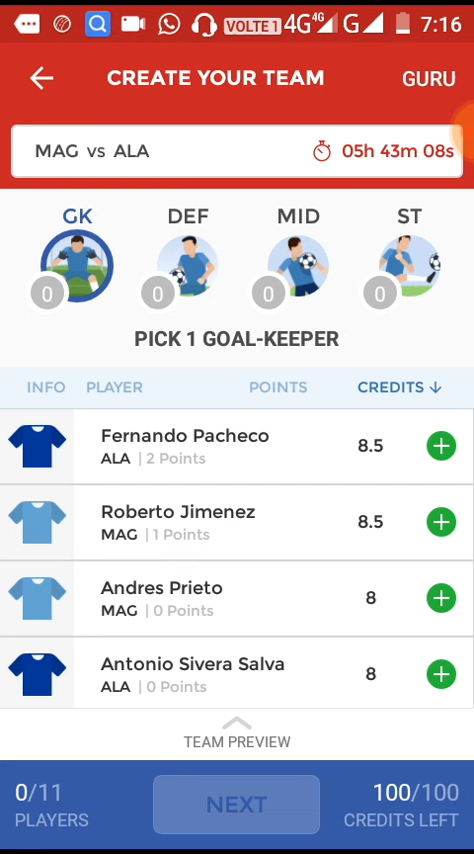 VOLTE 1 4G 4G G 7:16
CREATE YOUR TEAM GURU
MAG vs ALA 05h 43m 08s
GK DEF MID ST
0 0 0 0
PICK 1 GOAL-KEEPER
INFO PLAYER POINTS CREDITS
Fernando Pacheco 8.5
ALA | 2 Points
Roberto Jimenez 8.5
MAG | 1 Points
Andres Prieto 8
MAG | 0 Points
Antonio Sivera Salva 8
ALA | 0 Points
TEAM PREVIEW
0/11 NEXT 100/100
PLAYERS CREDITS LEFT